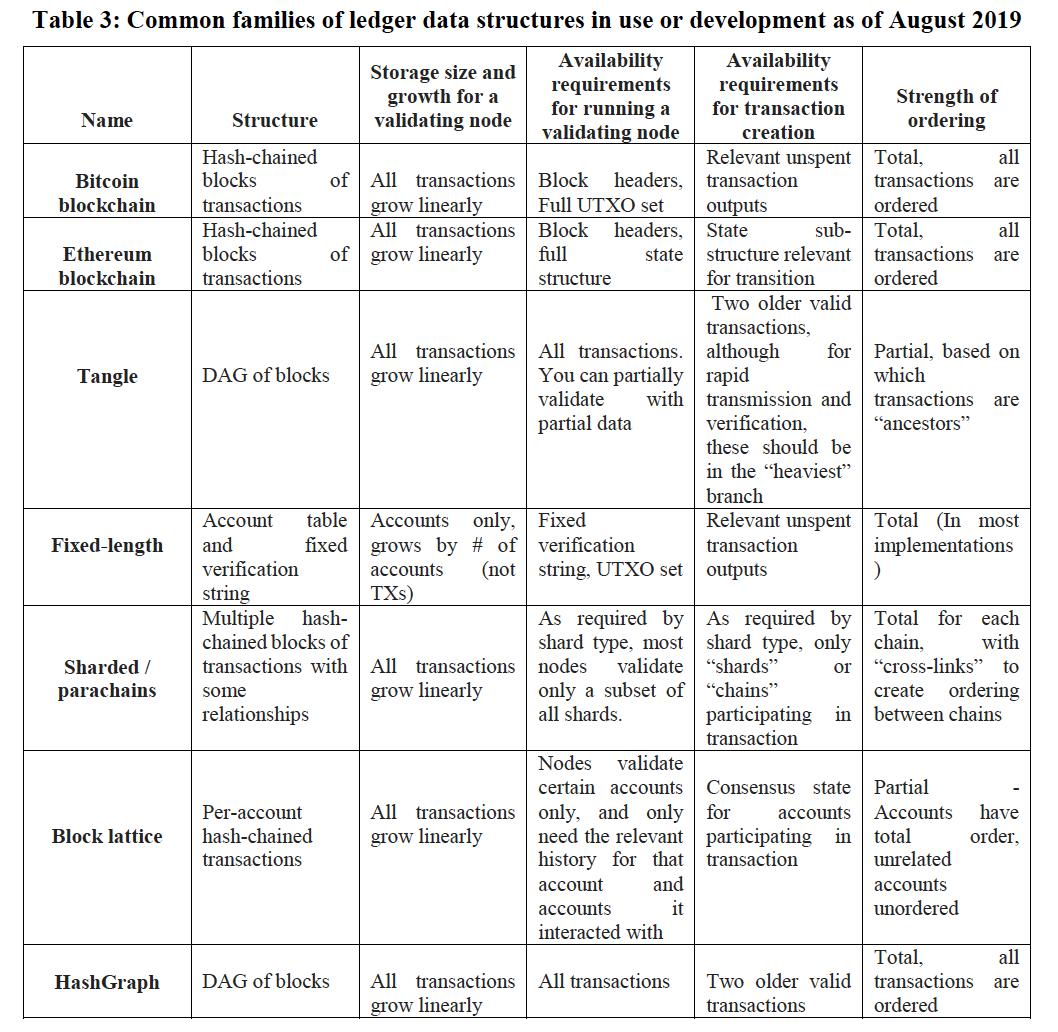 Table 3: Common families of ledger data structures in use or development as of August 2019
Name
Structure
Storage size and
growth for a
validating node
Availability
requirements
for running a
validating node
Availability
requirements
for transaction
creation
Strength of
ordering
Bitcoin
blockchain
Hash-chained
blocks of
transactions
All transactions
grow linearly
Block headers,
Full UTXO set
Relevant unspent
transaction
outputs
Total, all
transactions are
ordered
Ethereum
blockchain
Hash-chained
blocks of
transactions
All transactions
grow linearly
Block headers,
full state
structure
State sub-
structure relevant
for transition
Total, all
transactions are
ordered
Tangle
DAG of blocks
All transactions
grow linearly
All transactions.
You can partially
validate with
partial data
Two older valid
transactions,
although for
rapid
transmission and
verification,
these should be
in the “heaviest”
branch
Partial, based on
which
transactions are
“ancestors”
Fixed-length
Account table
and fixed
verification
string
Accounts only,
grows by # of
accounts (not
TXs)
Fixed
verification
string, UTXO set
Relevant unspent
transaction
outputs
Total (In most
implementations
)
Sharded /
parachains
Multiple hash-
chained blocks of
transactions with
some
relationships
All transactions
grow linearly
As required by
shard type, most
nodes validate
only a subset of
all shards.
As required by
shard type, only
“shards” or
“chains”
participating in
transaction
Total for each
chain, with
“cross-links” to
create ordering
between chains
Block lattice
Per-account
hash-chained
transactions
All transactions
grow linearly
Nodes validate
certain accounts
only, and only
need the relevant
history for that
account and
accounts it
interacted with
Consensus state
for accounts
participating in
transaction
Partial -
Accounts have
total order,
unrelated
accounts
unordered
HashGraph
DAG of blocks
All transactions
grow linearly
All transactions
Two older valid
transactions
Total, all
transactions are
ordered